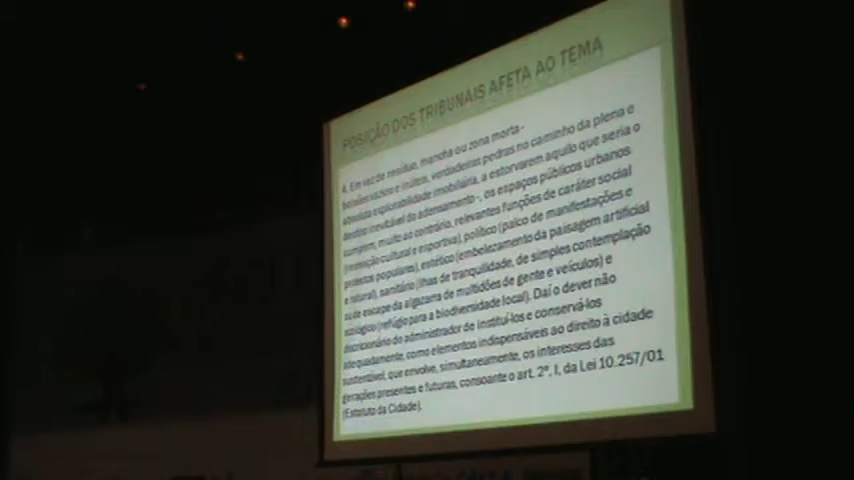 POSIÇÃO DOS TRIBUNAIS AFETA AO TEMA
4. Em vez de resíduo, mancha ou zona morta -
bolsões vazios e inúteis, verdadeiras pedras no caminho da plena e
absoluta explorabilidade imobiliária, a estorvarem aquilo que seria o
destino inevitável do adensamento -, os espaços públicos urbanos
cumprem, muito ao contrário, relevantes funções de caráter social
(recreação cultural e esportiva), político (palco de manifestações e
protestos populares), estético (embelezamento da paisagem artificial
e natural), sanitário (ilhas de tranquilidade, de simples contemplação
ou de escape da algazarra de multidões de gente e veículos) e
ecológico (refúgio para a biodiversidade local). Daí o dever não
discricionário do administrador de instituí-los e conservá-los
adequadamente, como elementos indispensáveis ao direito à cidade
sustentável, que envolve, simultaneamente, os interesses das
gerações presentes e futuras, consoante o art. 2º, I, da Lei 10.257/01
(Estatuto da Cidade).